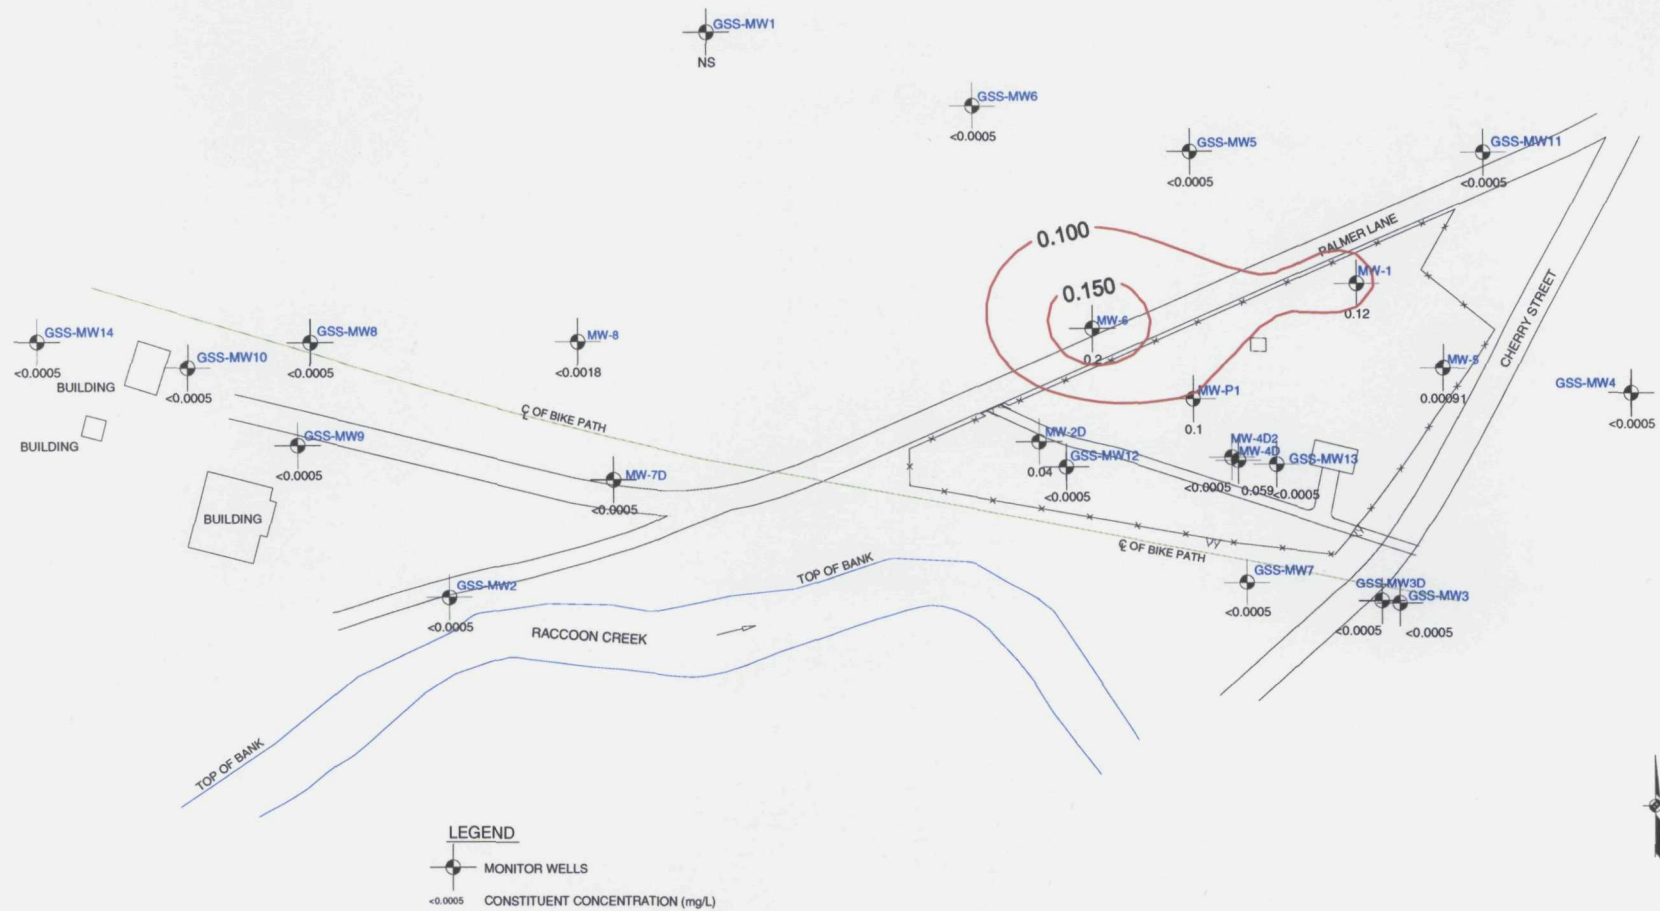 GSS-MW1
NS
GSS-MW6
<0.0005
GSS-MW5
<0.0005
GSS-MW11
<0.0005
0.100
PALMER LANE
0.150
MW-1
0.12
MW-6
0.2
CHERRY STREET
GSS-MW14
<0.0005
BUILDING
GSS-MW10
<0.0005
GSS-MW8
<0.0005
MW-8
<0.0018
MW-5
0.00091
GSS-MW4
<0.0005
MW-P1
0.1
BUILDING
GSS-MW9
<0.0005
℄ OF BIKE PATH
MW-2D
0.04
GSS-MW12
<0.0005
MW-4D2
MW-4D
<0.0005
0.059
GSS-MW13
<0.0005
MW-7D
<0.0005
BUILDING
℄ OF BIKE PATH
GSS-MW2
<0.0005
TOP OF BANK
GSS-MW7
<0.0005
GSS-MW3D
<0.0005
GSS-MW3
<0.0005
RACCOON CREEK
TOP OF BANK
LEGEND
MONITOR WELLS
<0.0005 CONSTITUENT CONCENTRATION (mg/L)